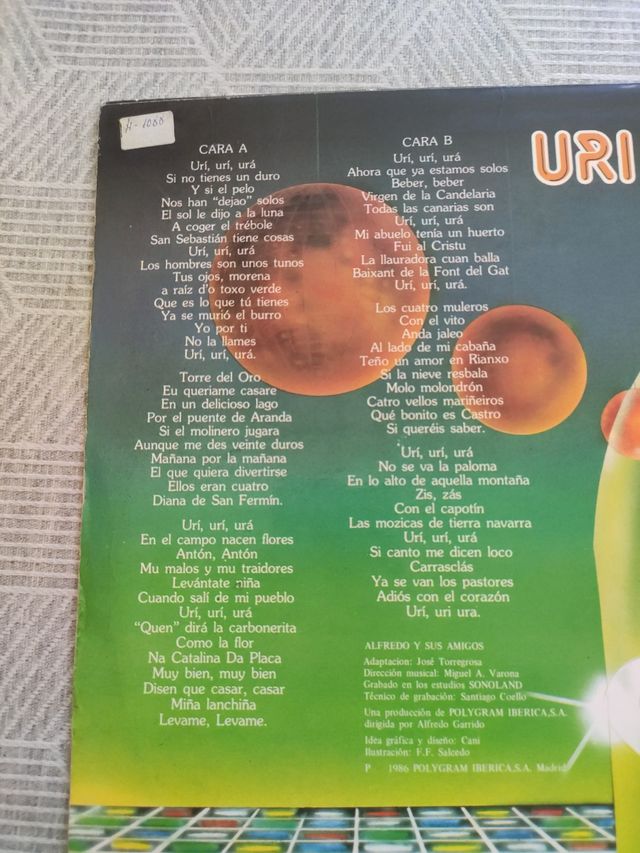 H-1088
CARA A
Urí, urí, urá
Si no tienes un duro
Y si el pelo
Nos han "dejao" solos
El sol le dijo a la luna
A coger el trébole
San Sebastián tiene cosas
Urí, urí, urá
Los hombres son unos tunos
Tus ojos, morena
a raíz d'o toxo verde
Que es lo que tú tienes
Ya se murió el burro
Yo por ti
No la llames
Urí, urí, urá.
Torre del Oro
Eu queriame casare
En un delicioso lago
Por el puente de Aranda
Si el molinero jugara
Aunque me des veinte duros
Mañana por la mañana
El que quiera divertirse
Ellos eran cuatro
Diana de San Fermín.
Urí, urí, urá
En el campo nacen flores
Antón, Antón
Mu malos y mu traidores
Levántate niña
Cuando salí de mi pueblo
Urí, urí, urá
"Quen" dirá la carbonerita
Como la flor
Na Catalina Da Placa
Muy bien, muy bien
Disen que casar, casar
Miña lanchiña
Levame, Levame.
CARA B
Urí, urí, urá
Ahora que ya estamos solos
Beber, beber
Virgen de la Candelaria
Todas las canarias son
Urí, urí, urá
Mi abuelo tenía un huerto
Fui al Cristu
La llauradora cuan balla
Baixant de la Font del Gat
Urí, urí, urá.
Los cuatro muleros
Con el vito
Anda jaleo
Al lado de mi cabaña
Teño un amor en Rianxo
Si la nieve resbala
Molo molondrón
Catro vellos mariñeiros
Qué bonito es Castro
Si queréis saber.
Urí, urí, urá
No se va la paloma
En lo alto de aquella montaña
Zis, zás
Con el capotín
Las mozicas de tierra navarra
Urí, urí, urá
Si canto me dicen loco
Carrasclás
Ya se van los pastores
Adiós con el corazón
Urí, uri ura.
ALFREDO Y SUS AMIGOS
Adaptacion: José Torregrosa
Dirección musical: Miguel A. Varona
Grabado en los estudios SONOLAND
Técnico de grabación: Santiago Coello
Una producción de POLYGRAM IBERICA,S.A.
dirigida por Alfredo Garrido
Idea gráfica y diseño: Cani
Ilustración: F.F. Salcedo
P 1986 POLYGRAM IBERICA,S.A. Madrid
URI